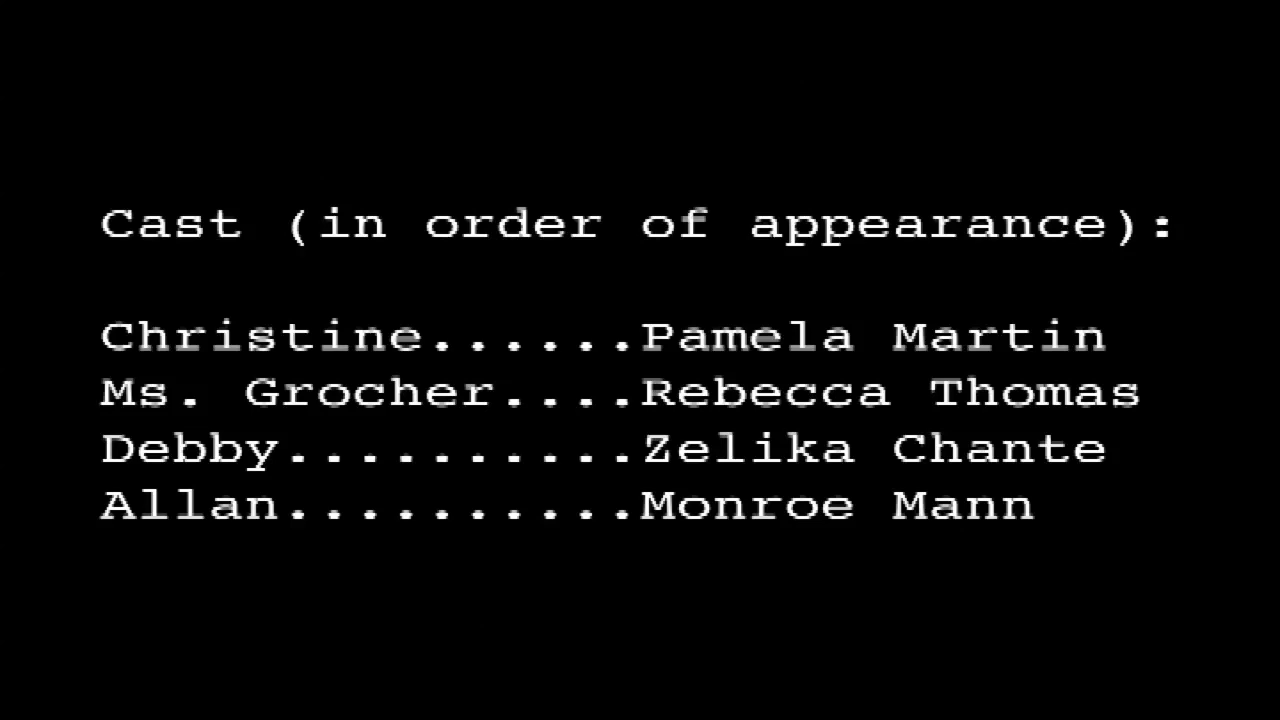 Cast (in order of appearance):
Christine......Pamela Martin
Ms. Grocher....Rebecca Thomas
Debby..........Zelika Chante
Allan..........Monroe Mann